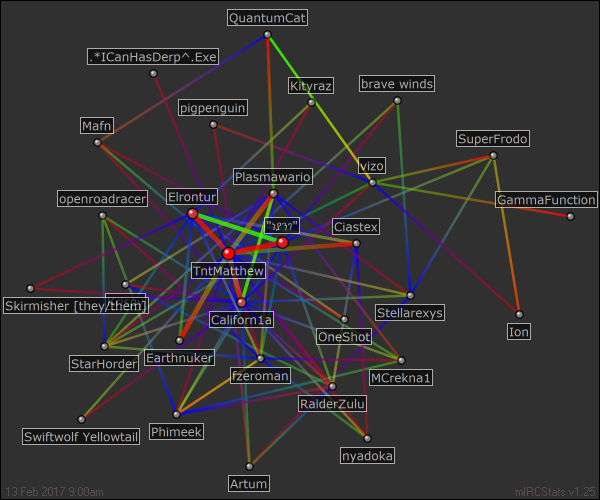 QuantumCat
.*ICanHasDerp^.Exe
Kityraz
brave winds
pigpenguin
Mafn
SuperFrodo
vizo
Plasmawario
Elrontur
openroadracer
GammaFunction
Ciastex
TntMatthew
Skirmisher [they/them]
Californ1a
Stellarexys
Ion
OneShot
StarHorder
Earthnuker
fzeroman
MCrekna1
RaiderZulu
Swiftwolf Yellowtail
Phimeek
nyadoka
Artum
13 Feb 2017 9:00am
mIRCStats v1.25